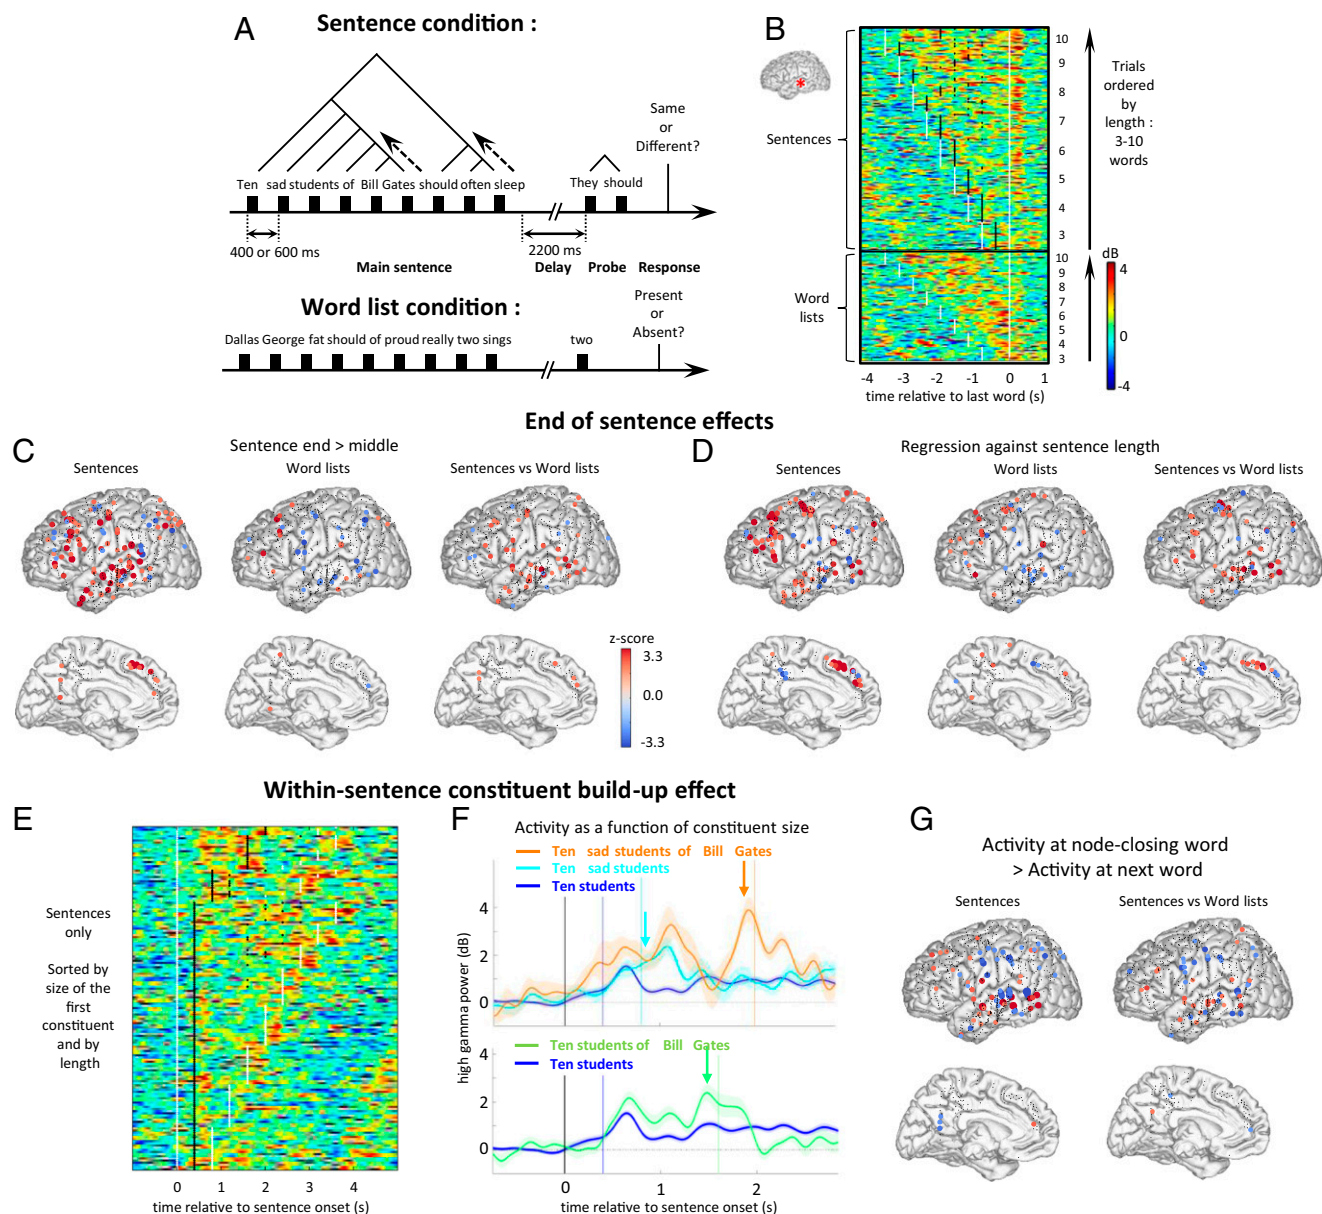 A
Sentence condition :
Same
or
Different?
Ten sad students of Bill Gates should often sleep
They should
400 or 600 ms
2200 ms
Main sentence
Delay
Probe
Response
Word list condition :
Present
or
Absent?
Dallas George fat should of proud really two sings
two
B
Sentences
Word
lists
10
9
8
7
6
5
4
3
10
9
8
7
6
5
4
3
Trials
ordered
by
length :
3-10
words
dB
4
0
-4
-4 -3 -2 -1 0 1
time relative to last word (s)
End of sentence effects
C
Sentence end > middle
Sentences
Word lists
Sentences vs Word lists
z-score
3.3
0.0
-3.3
D
Regression against sentence length
Sentences
Word lists
Sentences vs Word lists
Within-sentence constituent build-up effect
E
Sentences
only
Sorted by
size of the
first
constituent
and by
length
0 1 2 3 4
time relative to sentence onset (s)
F
Activity as a function of constituent size
Ten sad students of Bill Gates
Ten sad students
Ten students
4
2
0
high gamma power (dB)
Ten students of Bill Gates
Ten students
4
2
0
0 1 2
time relative to sentence onset (s)
G
Activity at node-closing word
> Activity at next word
Sentences
Sentences vs Word lists